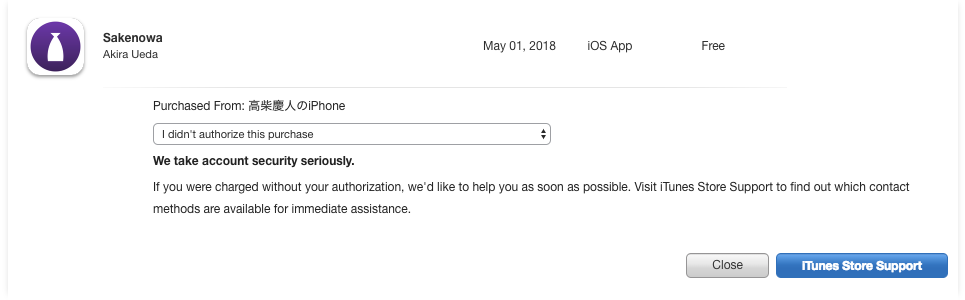 Sakenowa
Akira Ueda
May 01, 2018
iOS App
Free
Purchased From: 高柴慶人のiPhone
I didn't authorize this purchase
We take account security seriously.
If you were charged without your authorization, we'd like to help you as soon as possible. Visit iTunes Store Support to find out which contact
methods are available for immediate assistance.
Close
iTunes Store Support